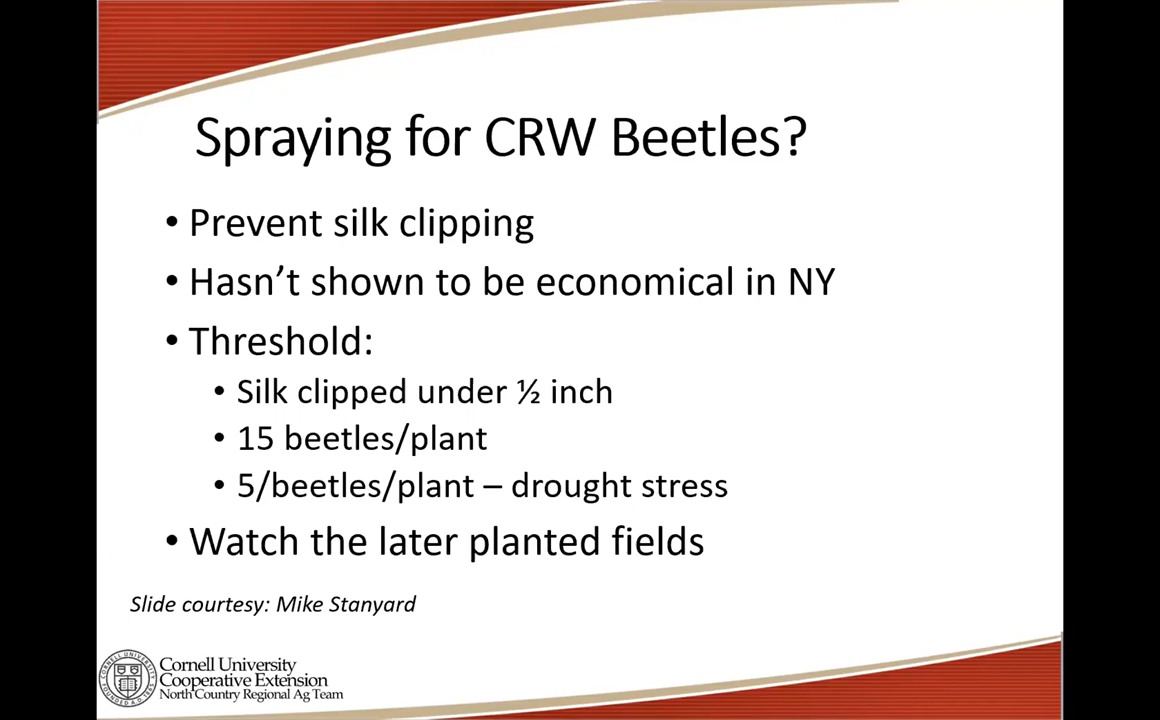 Spraying for CRW Beetles?
• Prevent silk clipping
• Hasn’t shown to be economical in NY
• Threshold:
• Silk clipped under ½ inch
• 15 beetles/plant
• 5/beetles/plant – drought stress
• Watch the later planted fields
Slide courtesy: Mike Stanyard
Cornell University
Cooperative Extension
North Country Regional Ag Team